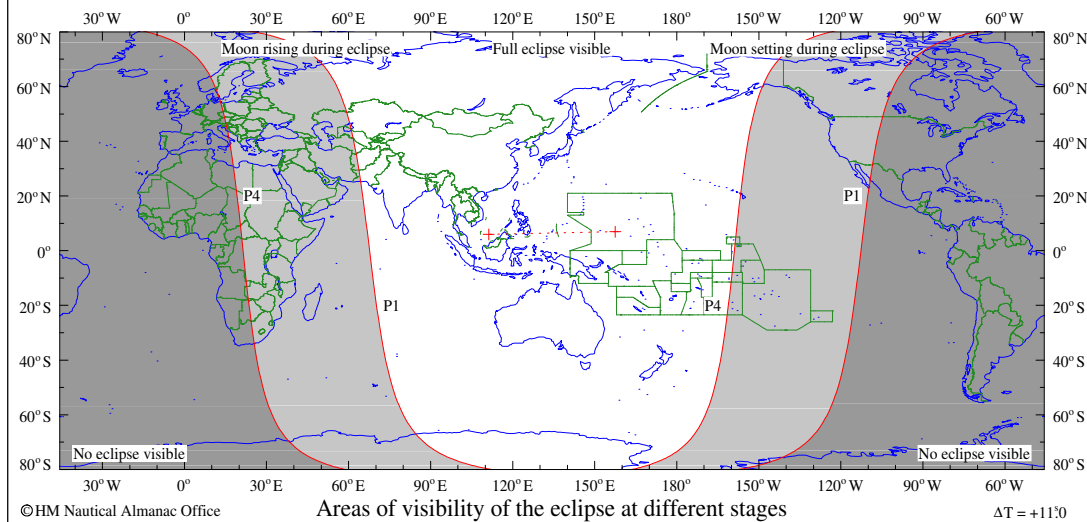 30°W 0° 30°E 60°E 90°E 120°E 150°E 180° 150°W 120°W 90°W 60°W
80°N 80°N
Moon rising during eclipse Full eclipse visible Moon setting during eclipse
60°N 60°N
40°N 40°N
20°N P4 P1 20°N
0° 0°
20°S P1 P4 20°S
40°S 40°S
60°S 60°S
No eclipse visible No eclipse visible
80°S 80°S
30°W 0° 30°E 60°E 90°E 120°E 150°E 180° 150°W 120°W 90°W 60°W
©HM Nautical Almanac Office Areas of visibility of the eclipse at different stages ΔT = +11ˢ.0